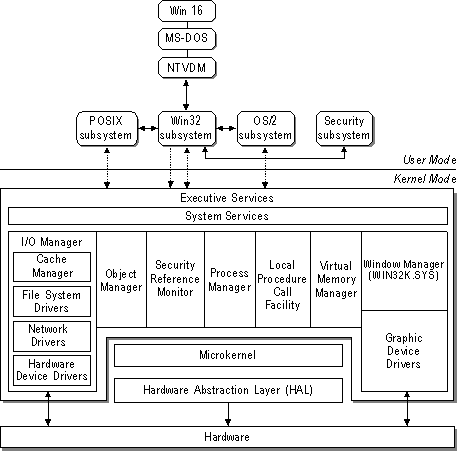 Win 16
MS-DOS
NTVDM
POSIX
subsystem
Win32
subsystem
OS/2
subsystem
Security
subsystem
User Mode
Kernel Mode
Executive Services
System Services
I/O Manager
Cache
Manager
File System
Drivers
Network
Drivers
Hardware
Device Drivers
Object
Manager
Security
Reference
Monitor
Process
Manager
Local
Procedure
Call
Facility
Virtual
Memory
Manager
Window Manager
(WIN32K.SYS)
Graphic
Device
Drivers
Microkernel
Hardware Abstraction Layer (HAL)
Hardware